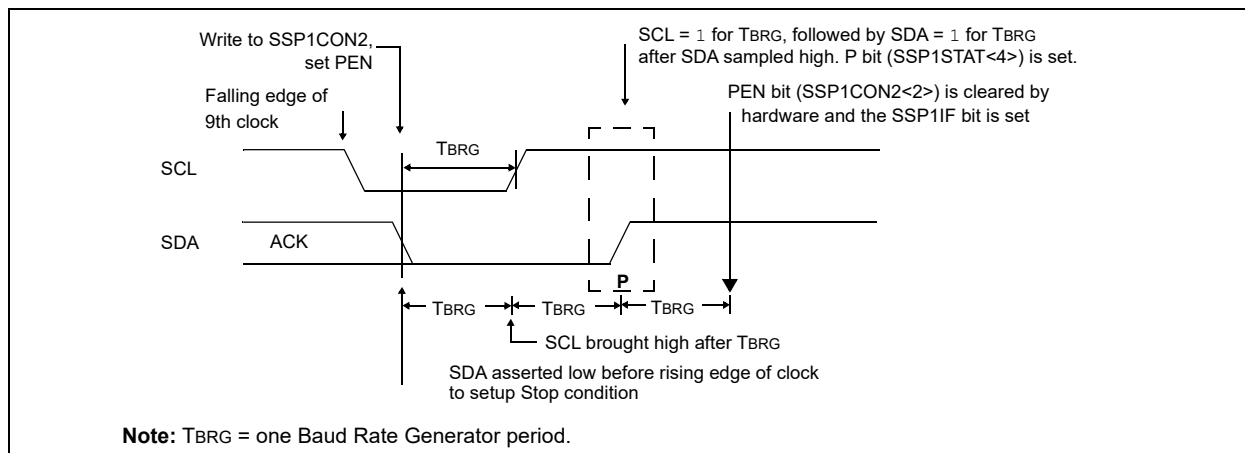 Write to SSP1CON2,
set PEN
SCL = 1 for TBRG, followed by SDA = 1 for TBRG
after SDA sampled high. P bit (SSP1STAT<4>) is set.
Falling edge of
9th clock
PEN bit (SSP1CON2<2>) is cleared by
hardware and the SSP1IF bit is set
TBRG
SCL
SDA
ACK
P
TBRG
TBRG
TBRG
SCL brought high after TBRG
SDA asserted low before rising edge of clock
to setup Stop condition
Note: TBRG = one Baud Rate Generator period.